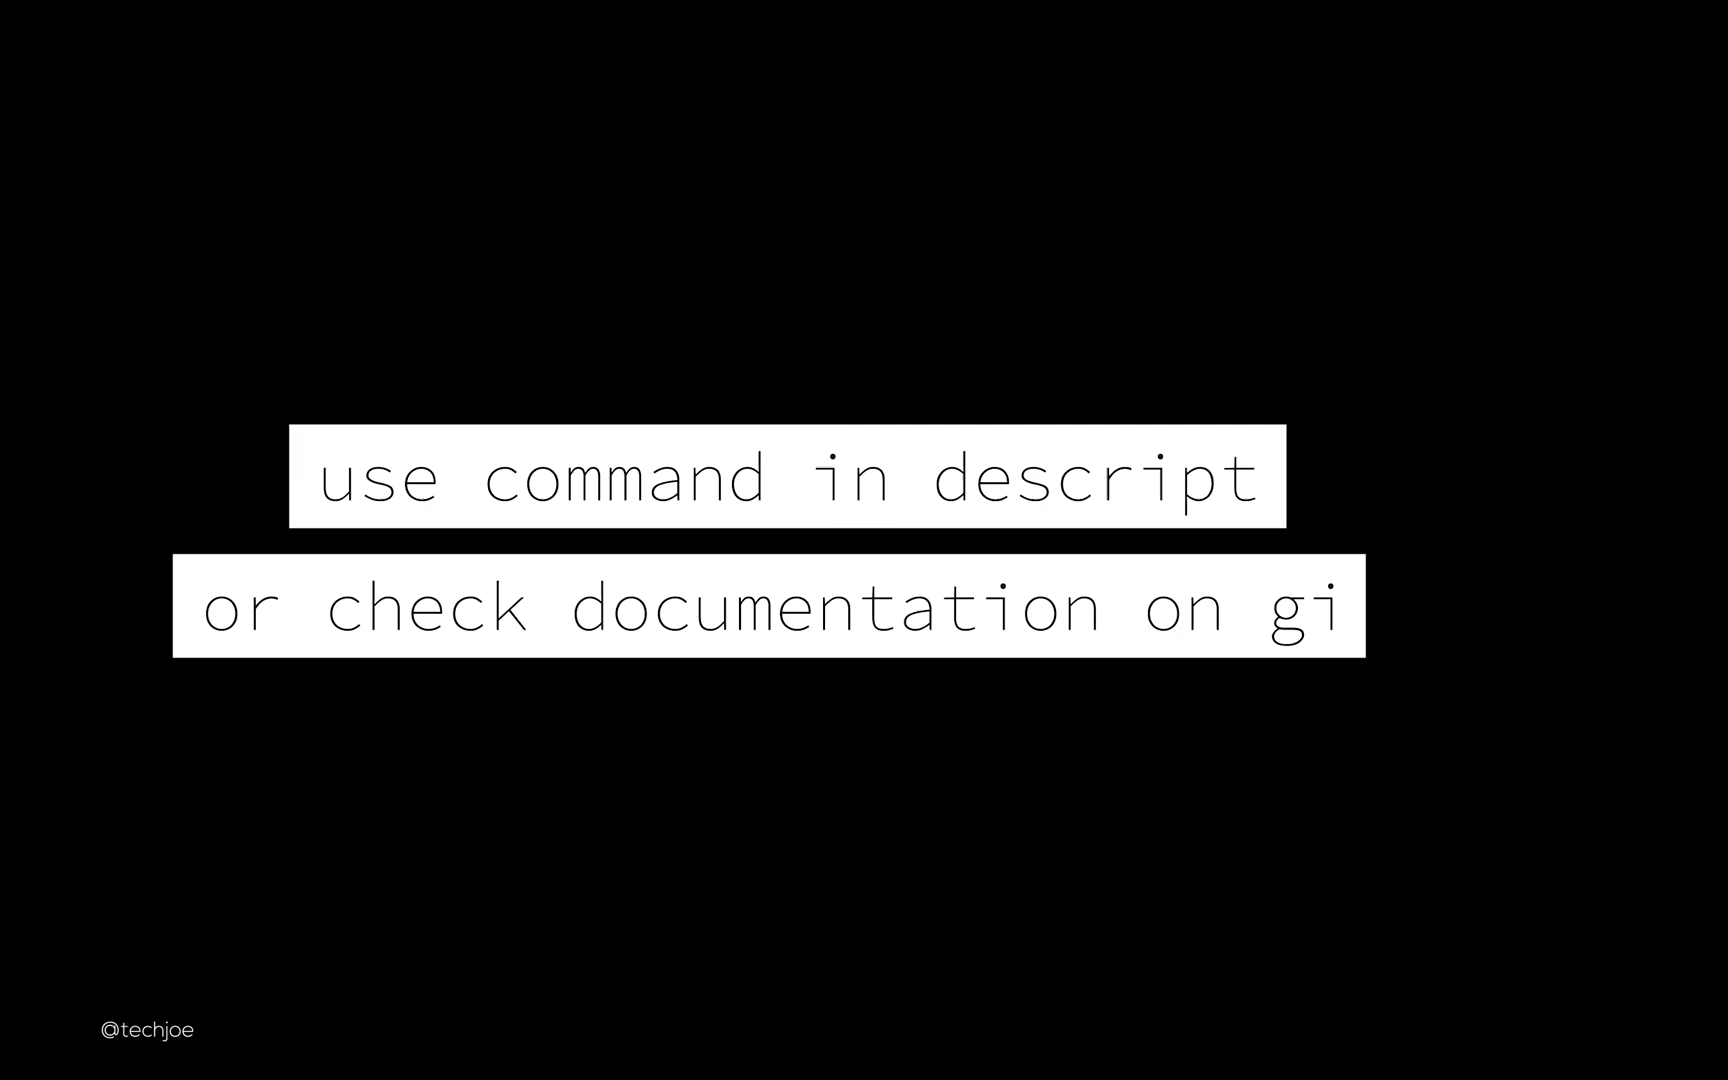 use command in descript
or check documentation on gi
@techjoe